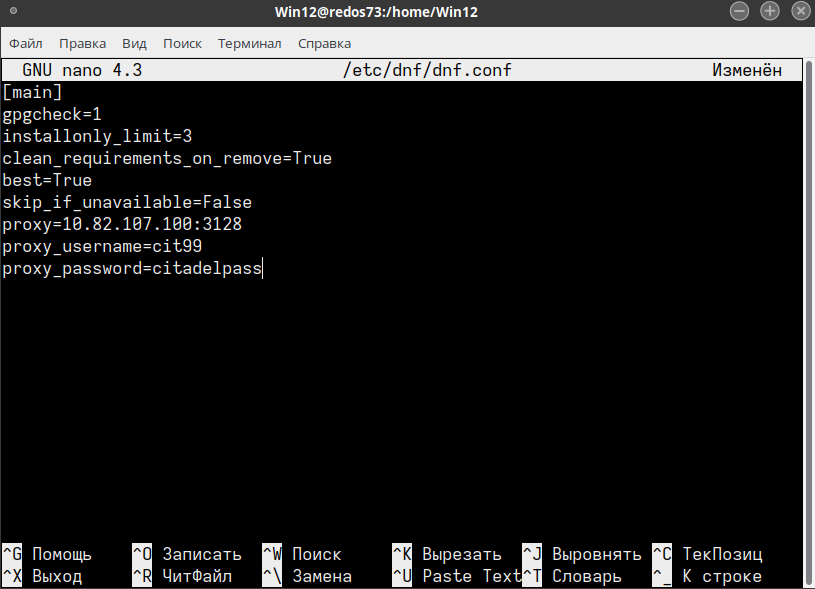 Win12@redos73:/home/Win12
Файл Правка Вид Поиск Терминал Справка
GNU nano 4.3 /etc/dnf/dnf.conf Изменён
[main]
gpgcheck=1
installonly_limit=3
clean_requirements_on_remove=True
best=True
skip_if_unavailable=False
proxy=10.82.107.100:3128
proxy_username=cit99
proxy_password=citadelpass
^G Помощь ^O Записать ^W Поиск ^K Вырезать ^J Выровнять ^C ТекПозиц
^X Выход ^R ЧитФайл ^\ Замена ^U Paste Text ^T Словарь ^_ К строке